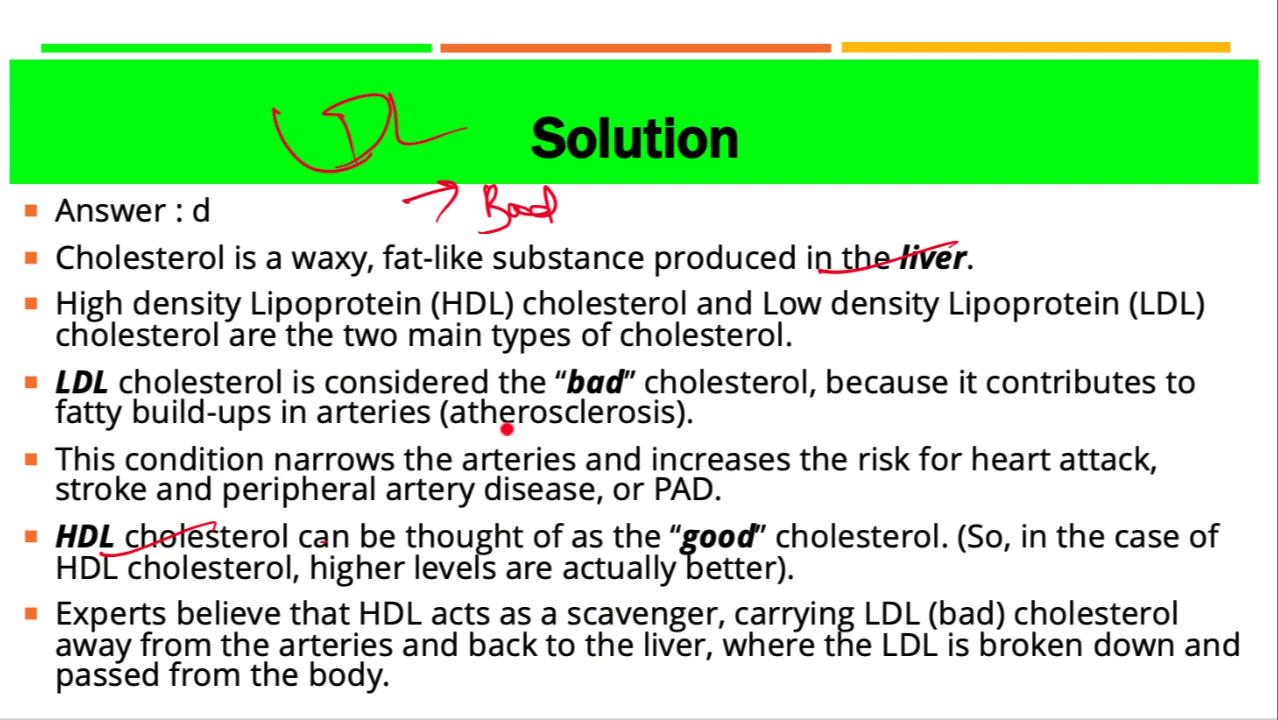 LDL
Solution
→ Bad
▪ Answer : d
▪ Cholesterol is a waxy, fat-like substance produced in the liver.
▪ High density Lipoprotein (HDL) cholesterol and Low density Lipoprotein (LDL)
cholesterol are the two main types of cholesterol.
▪ LDL cholesterol is considered the “bad” cholesterol, because it contributes to
fatty build-ups in arteries (atherosclerosis).
▪ This condition narrows the arteries and increases the risk for heart attack,
stroke and peripheral artery disease, or PAD.
▪ HDL cholesterol can be thought of as the “good” cholesterol. (So, in the case of
HDL cholesterol, higher levels are actually better).
▪ Experts believe that HDL acts as a scavenger, carrying LDL (bad) cholesterol
away from the arteries and back to the liver, where the LDL is broken down and
passed from the body.